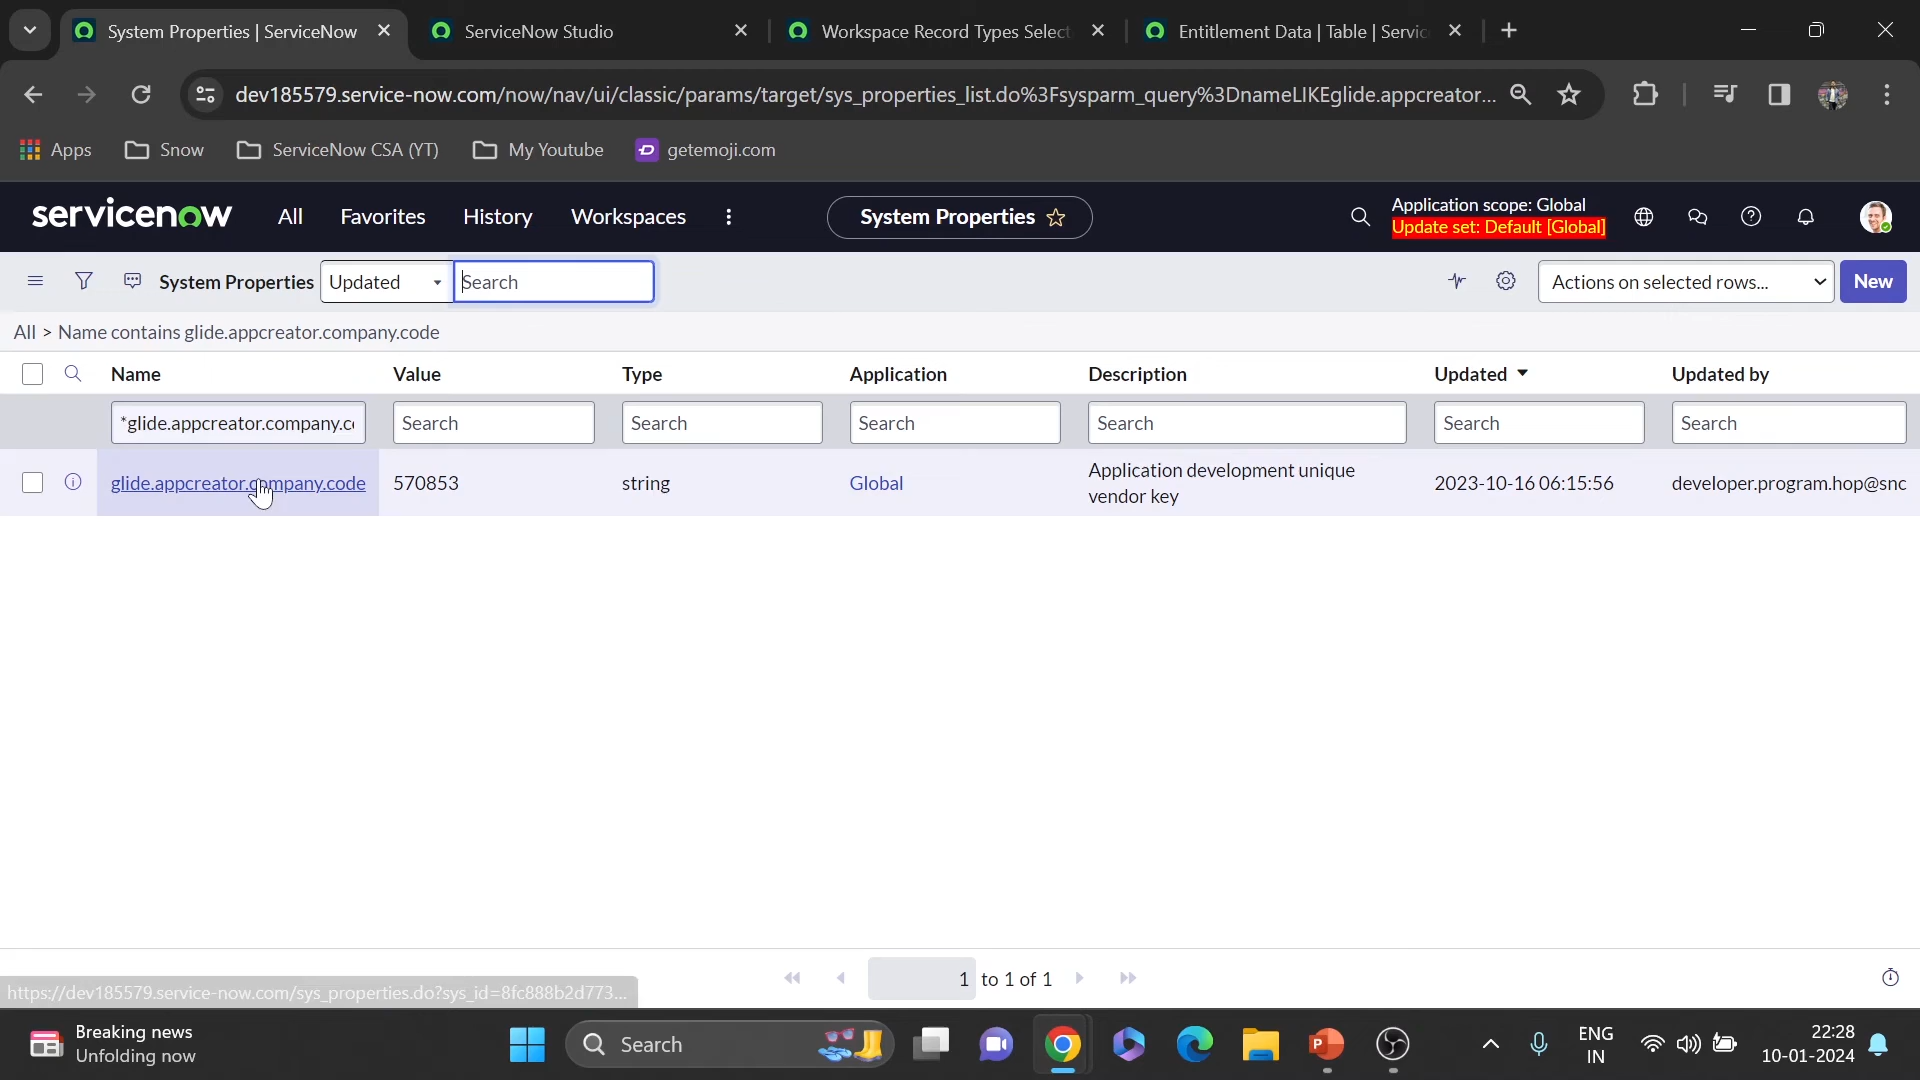 System Properties | ServiceNow
ServiceNow Studio
Workspace Record Types Select
Entitlement Data | Table | Servic
dev185579.service-now.com/now/nav/ui/classic/params/target/sys_properties_list.do%3Fsysparm_query%3DnameLIKEglide.appcreator...
Apps
Snow
ServiceNow CSA (YT)
My Youtube
getemoji.com
servicenow
All
Favorites
History
Workspaces
System Properties
Application scope: Global
Update set: Default [Global]
System Properties
Updated
Search
Actions on selected rows...
New
All > Name contains glide.appcreator.company.code
Name Value Type Application Description Updated Updated by
*glide.appcreator.company.co Search Search Search Search Search Search
glide.appcreator.company.code 570853 string Global Application development unique 2023-10-16 06:15:56 developer.program.hop@snc
vendor key
1 to 1 of 1
https://dev185579.service-now.com/sys_properties.do?sys_id=8fc888b2d773...
Breaking news
Unfolding now
Search
ENG
IN
22:28
10-01-2024